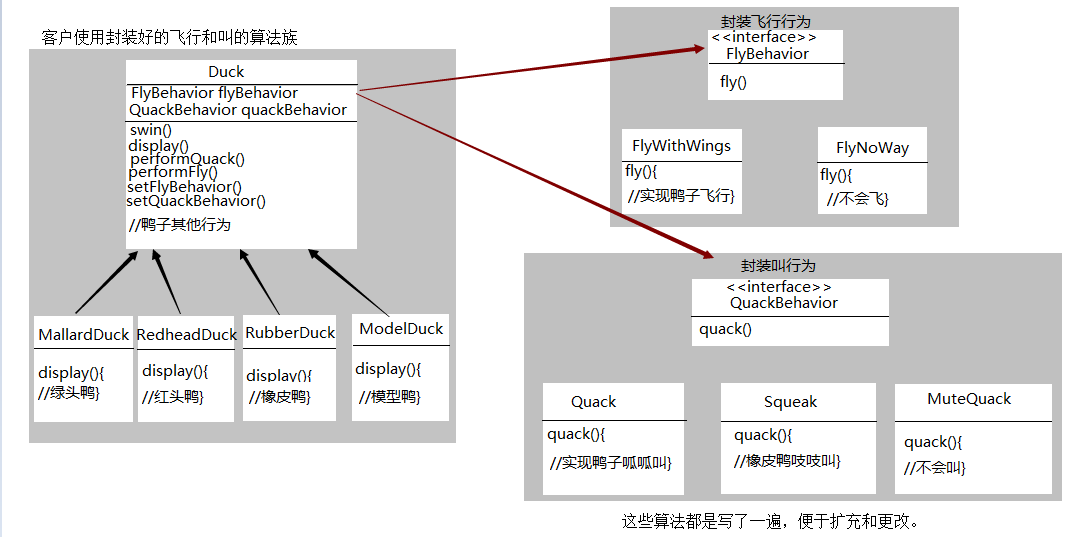 客户使用封装好的飞行和叫的算法族
Duck
FlyBehavior flyBehavior
QuackBehavior quackBehavior
swin()
display()
performQuack()
performFly()
setFlyBehavior()
setQuackBehavior()
//鸭子其他行为
MallardDuck
display(){
//绿头鸭}
RedheadDuck
display(){
//红头鸭}
RubberDuck
display(){
//橡皮鸭}
ModelDuck
display(){
//模型鸭}
封装飞行行为
<<interface>>
FlyBehavior
fly()
FlyWithWings
fly(){
//实现鸭子飞行}
FlyNoWay
fly(){
//不会飞}
封装叫行为
<<interface>>
QuackBehavior
quack()
Quack
quack(){
//实现鸭子呱呱叫}
Squeak
quack(){
//橡皮鸭吱吱叫}
MuteQuack
quack(){
//不会叫}
这些算法都是写了一遍，便于扩充和更改。